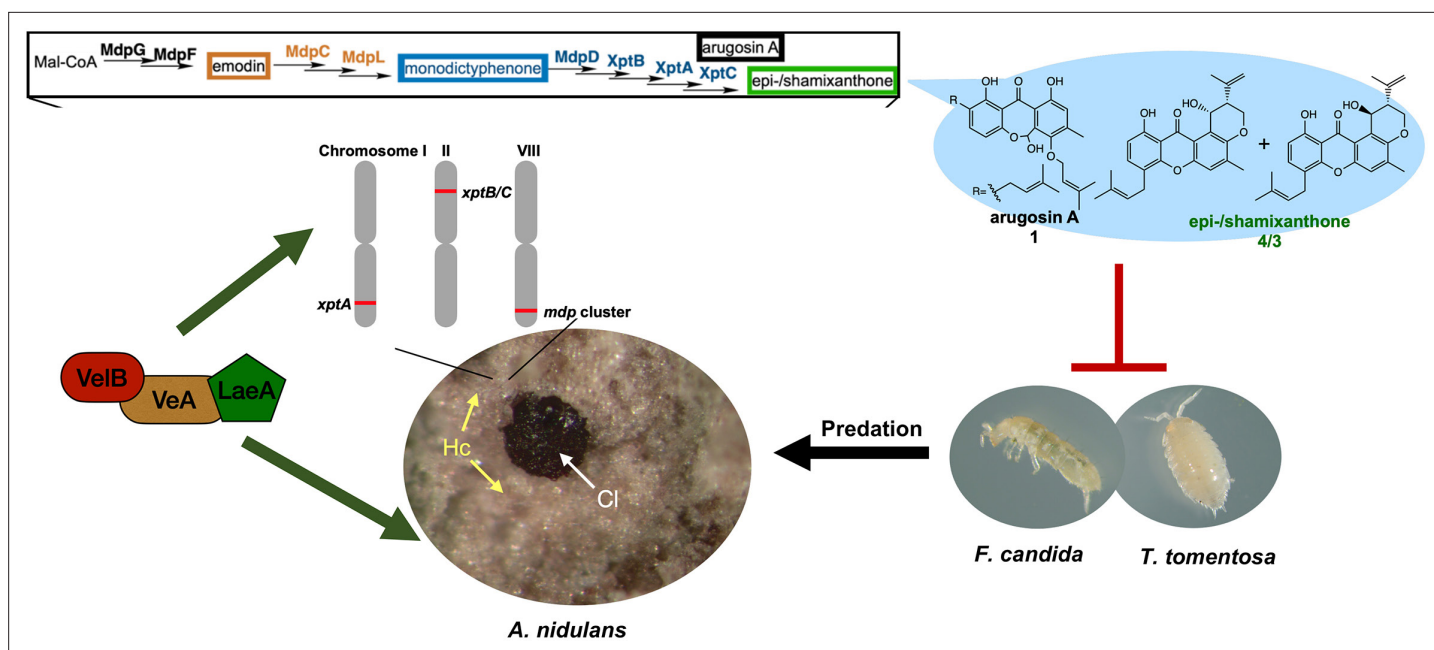 Mal-CoA MdpG MdpF emodin MdpC MdpL monodictyphenone MdpD XptB XptA XptC arugosin A epi-/shamixanthone
Chromosome I II VIII
xptB/C
xptA
mdp cluster
VelB
VeA
LaeA
Hc
Cl
A. nidulans
Predation
F. candida
T. tomentosa
OH O OH
R
O
OH
O
R=
arugosin A
1
OH O HO
O
O
+
OH O HO
O
O
epi-/shamixanthone
4/3